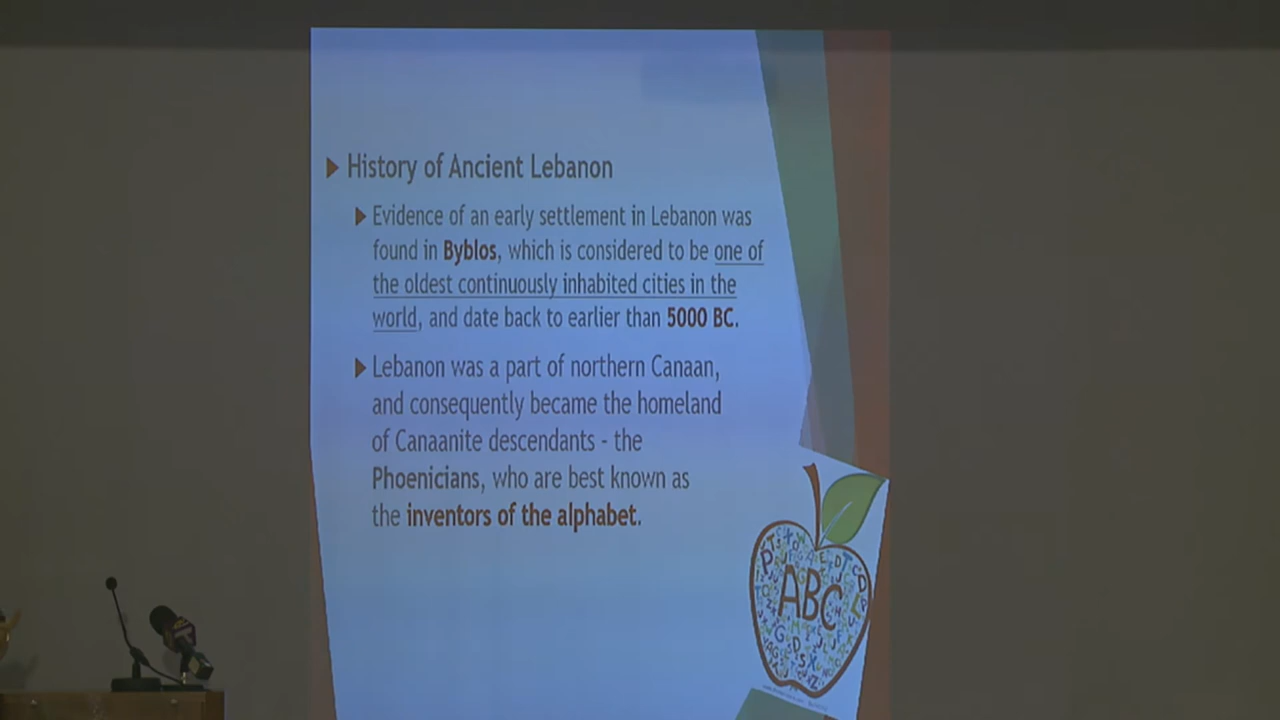 History of Ancient Lebanon
Evidence of an early settlement in Lebanon was
found in Byblos, which is considered to be one of
the oldest continuously inhabited cities in the
world, and date back to earlier than 5000 BC.
Lebanon was a part of northern Canaan,
and consequently became the homeland
of Canaanite descendants - the
Phoenicians, who are best known as
the inventors of the alphabet.
ABC